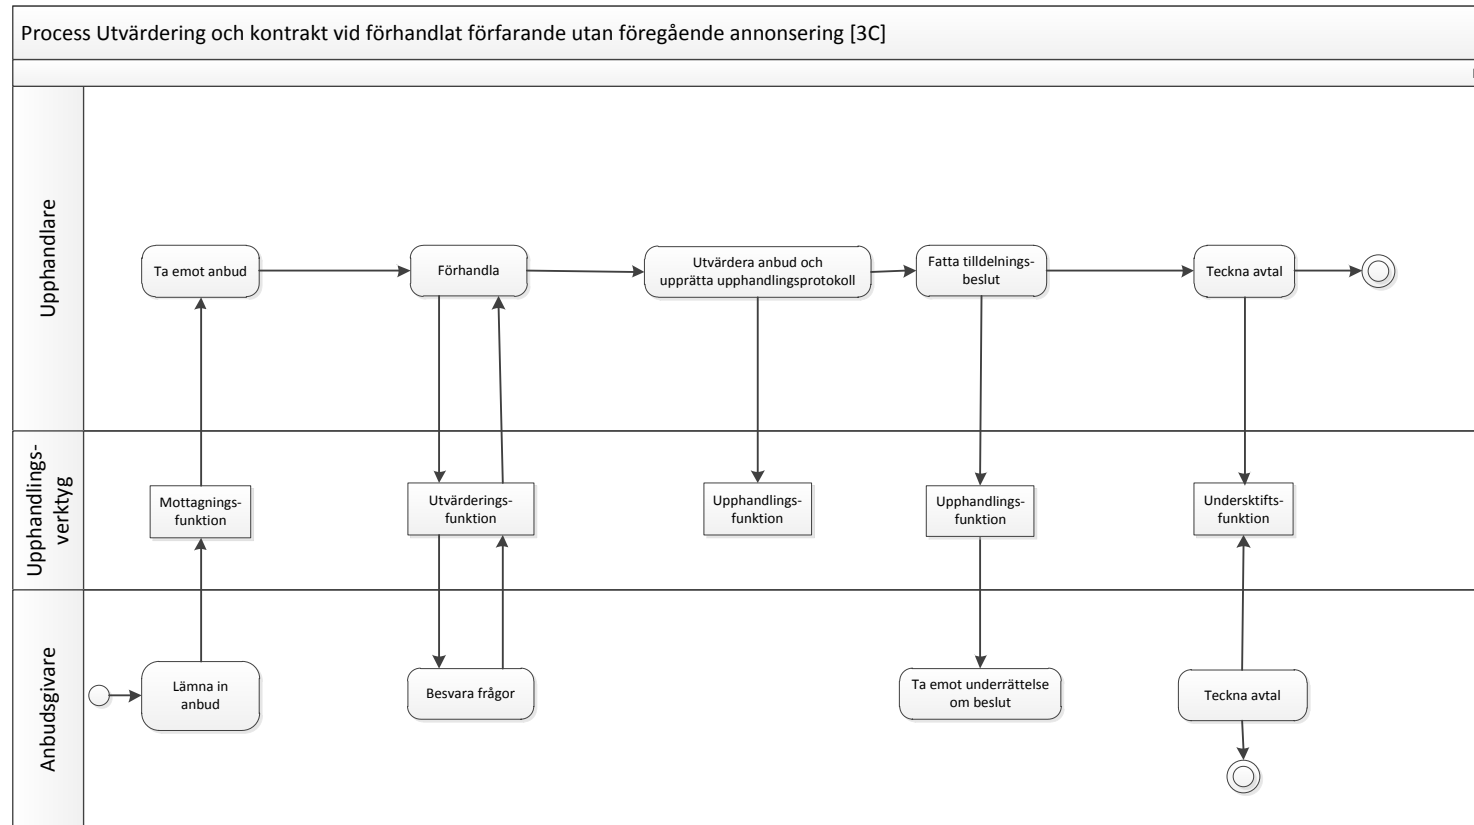 Process Utvärdering och kontrakt vid förhandlat förfarande utan föregående annonsering [3C]
Upphandlare
Ta emot anbud
Förhandla
Utvärdera anbud och
upprätta upphandlingsprotokoll
Fatta tilldelnings-
beslut
Teckna avtal
Upphandlings-
verktyg
Mottagnings-
funktion
Utvärderings-
funktion
Upphandlings-
funktion
Upphandlings-
funktion
Undersktifts-
funktion
Anbudsgivare
Lämna in
anbud
Besvara frågor
Ta emot underrättelse
om beslut
Teckna avtal